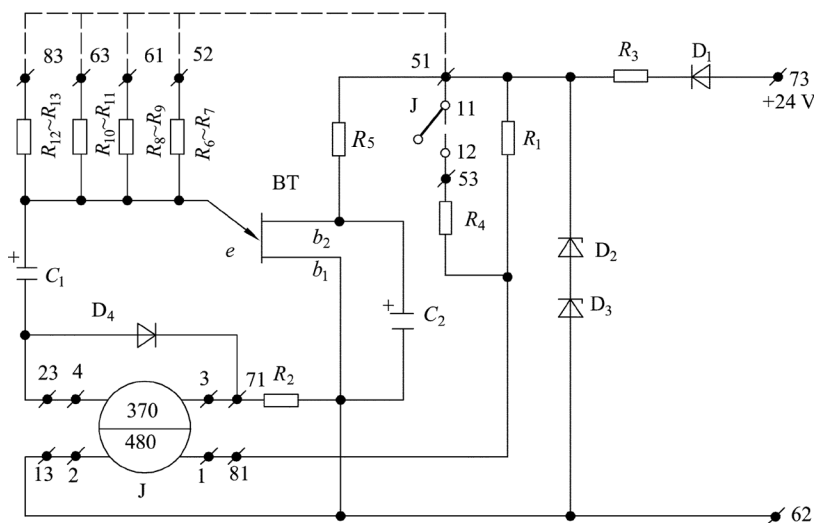 83
63
61
52
51
R₃
D₁
73
+24 V
J
11
12
53
R₁₂~R₁₃
R₁₀~R₁₁
R₈~R₉
R₆~R₇
R₅
R₁
R₄
BT
e
b₂
b₁
+
C₁
+
C₂
D₂
D₃
D₄
23
4
3
71
R₂
370
480
13
2
J
1
81
62